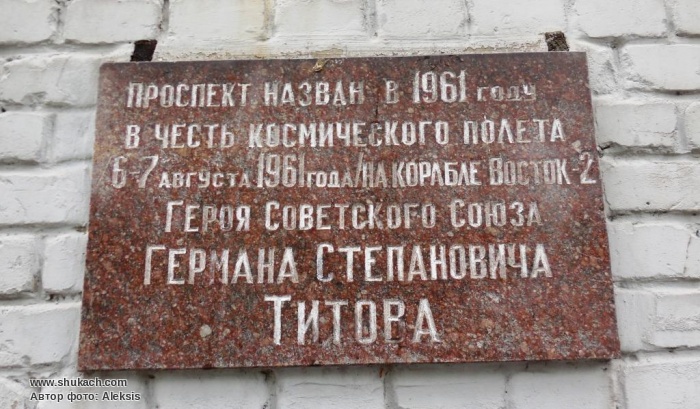 ПРОСПЕКТ НАЗВАН В 1961 ГОДУ
В ЧЕСТЬ КОСМИЧЕСКОГО ПОЛЕТА
6-7 АВГУСТА 1961 ГОДА/НА КОРАБЛЕ ВОСТОК-2
ГЕРОЯ СОВЕТСКОГО СОЮЗА
ГЕРМАНА СТЕПАНОВИЧА
ТИТОВА
www.shukach.com
Автор фото: Aleksis